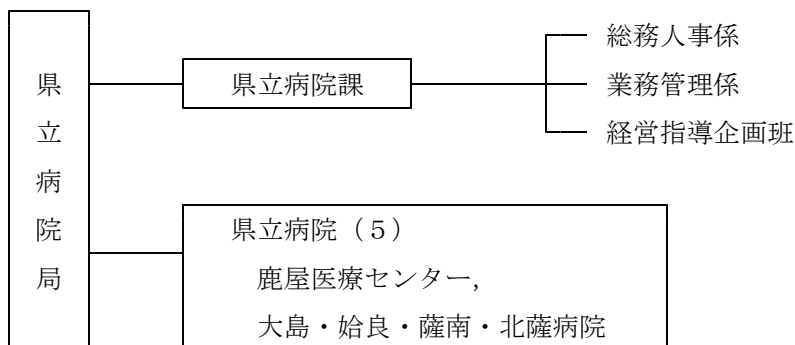 県立病院局
県立病院課
総務人事係
業務管理係
経営指導企画班
県立病院（５）
鹿屋医療センター，
大島・姶良・薩南・北薩病院